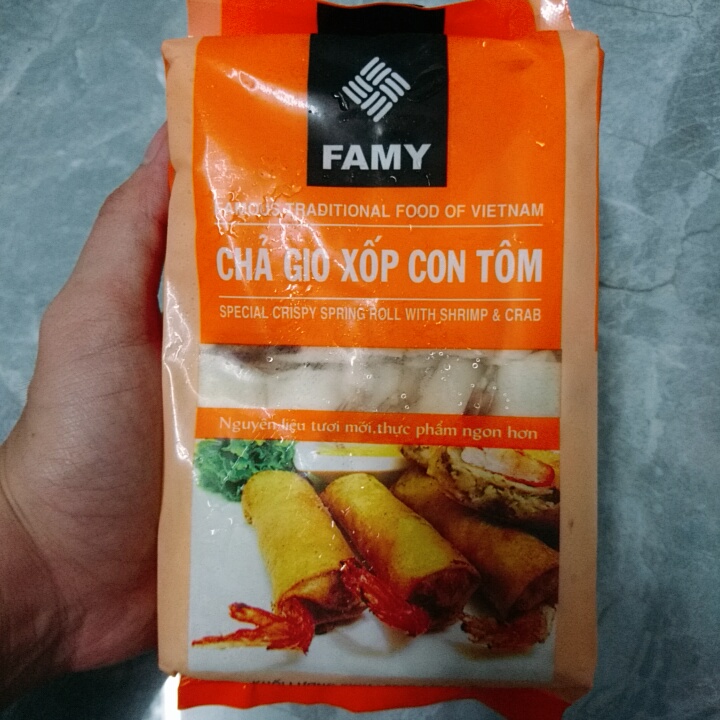 FAMY
FAMOUS TRADITIONAL FOOD OF VIETNAM
CHẢ GIÒ XỐP CON TÔM
SPECIAL CRISPY SPRING ROLL WITH SHRIMP & CRAB
Nguyên liệu tươi mới,thực phẩm ngon hơn